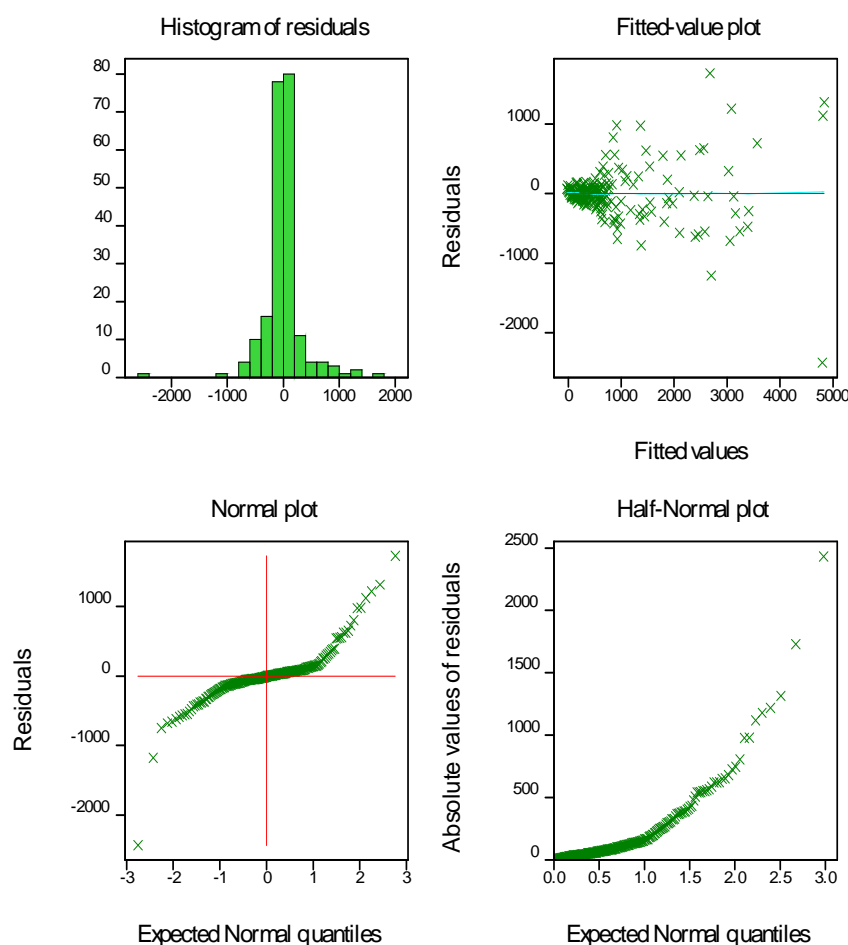 Histogram of residuals
80
70
60
50
40
30
20
10
0
-2000 -1000 0 1000 2000
Fitted-value plot
Residuals
1000
0
-1000
-2000
0 1000 2000 3000 4000 5000
Fitted values
Normal plot
Residuals
1000
0
-1000
-2000
-3 -2 -1 0 1 2 3
Expected Normal quantiles
Half-Normal plot
Absolute values of residuals
2500
2000
1500
1000
500
0
0.0 0.5 1.0 1.5 2.0 2.5 3.0
Expected Normal quantiles